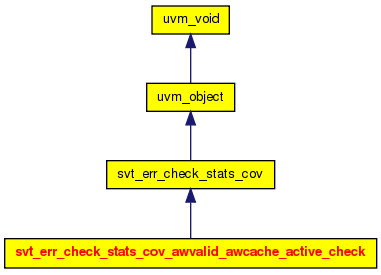 uvm_void
uvm_object
svt_err_check_stats_cov
svt_err_check_stats_cov_awvalid_awcache_active_check